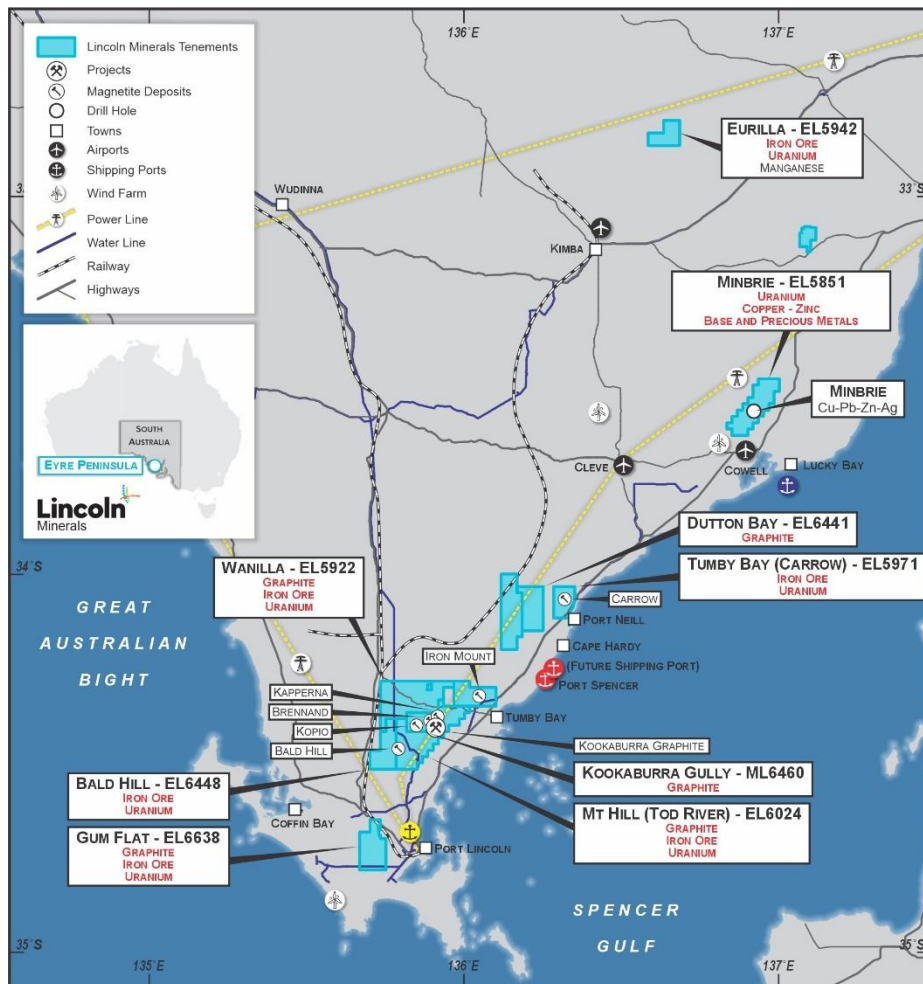 136°E
137°E
Lincoln Minerals Tenements
Projects
Magnetite Deposits
Drill Hole
Towns
Airports
Shipping Ports
Wind Farm
Power Line
Water Line
Railway
Highways
SOUTH
AUSTRALIA
EYRE PENINSULA
Lincoln
Minerals
33°S
33°S
WUDINNA
KIMBA
EURILLA - EL5942
IRON ORE
URANIUM
MANGANESE
MINBRIE - EL5851
URANIUM
COPPER - ZINC
BASE AND PRECIOUS METALS
MINBRIE
Cu-Pb-Zn-Ag
CLEVE
COWELL
LUCKY BAY
DUTTON BAY - EL6441
GRAPHITE
34°S
34°S
WANILLA - EL5922
GRAPHITE
IRON ORE
URANIUM
TUMBY BAY (CARROW) - EL5971
IRON ORE
URANIUM
GREAT
AUSTRALIAN
BIGHT
CARROW
PORT NEILL
CAPE HARDY
(FUTURE SHIPPING PORT)
PORT SPENCER
IRON MOUNT
KAPPERNA
BRENNAND
KOPIO
BALD HILL
TUMBY BAY
KOOKABURRA GRAPHITE
KOOKABURRA GULLY - ML6460
GRAPHITE
BALD HILL - EL6448
IRON ORE
URANIUM
MT HILL (TOD RIVER) - EL6024
GRAPHITE
IRON ORE
URANIUM
COFFIN BAY
GUM FLAT - EL6638
GRAPHITE
IRON ORE
URANIUM
PORT LINCOLN
SPENCER
GULF
35°S
35°S
135°E
136°E
137°E